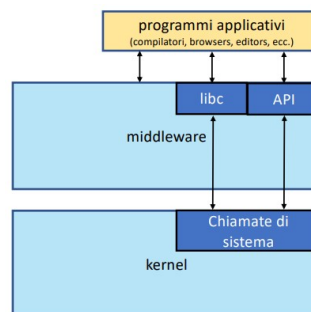 programmi applicativi
(compilatori, browsers, editors, ecc.)
libc
API
middleware
Chiamate di
sistema
kernel